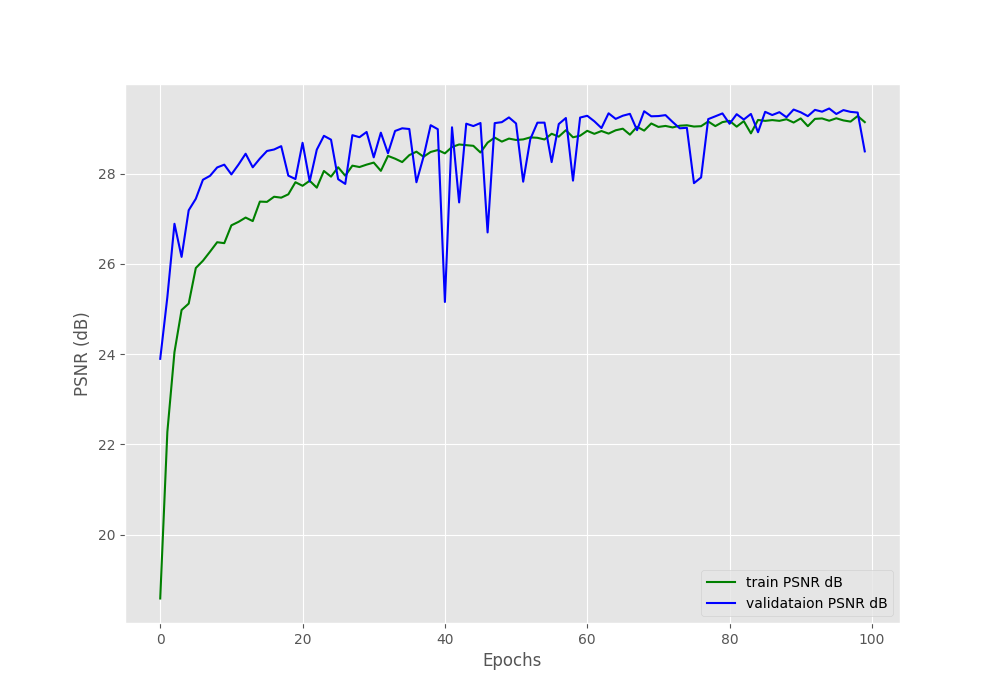 28
26
24
22
20
PSNR (dB)
0 20 40 60 80 100
Epochs
train PSNR dB
validataion PSNR dB